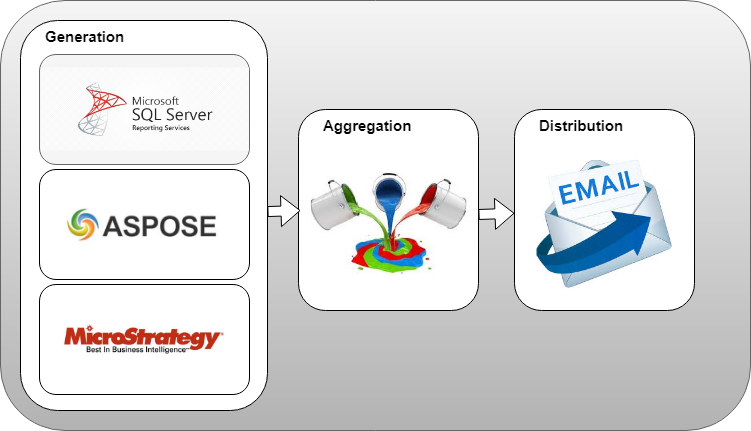 Generation
Microsoft
SQL Server
Reporting Services
ASPOSE
MicroStrategy
Best In Business Intelligence
Aggregation
Distribution
EMAIL